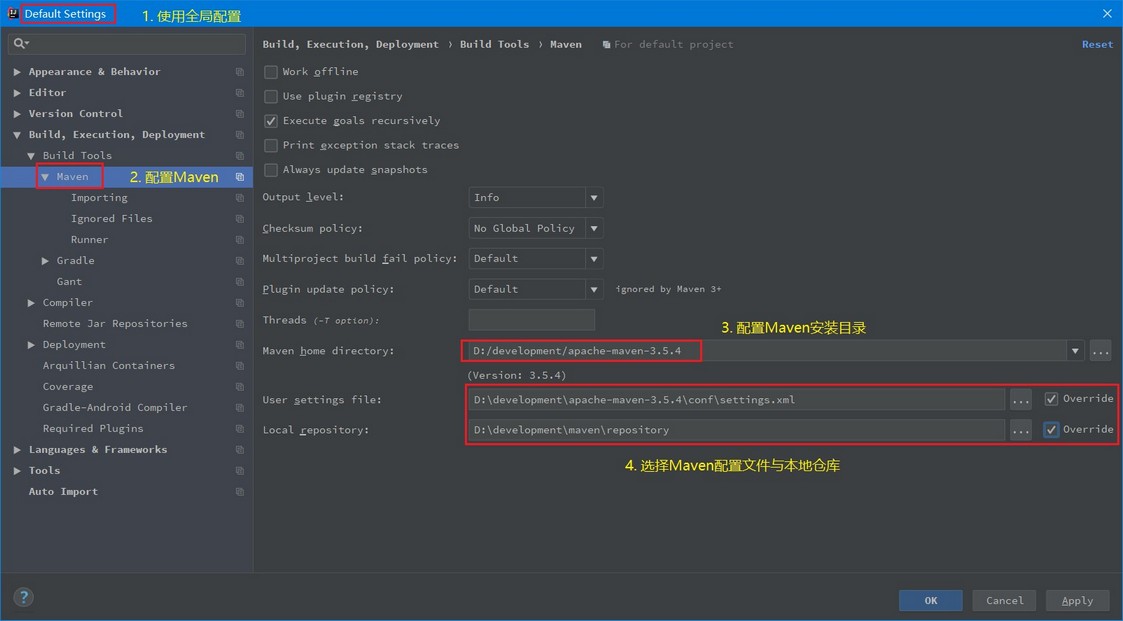 Default Settings
1. 使用全局配置
Appearance & Behavior
Editor
Version Control
Build, Execution, Deployment
Build Tools
Maven
2. 配置Maven
Importing
Ignored Files
Runner
Gradle
Gant
Compiler
Remote Jar Repositories
Deployment
Arquillian Containers
Coverage
Gradle-Android Compiler
Required Plugins
Languages & Frameworks
Tools
Auto Import
Build, Execution, Deployment › Build Tools › Maven
For default project
Reset
Work offline
Use plugin registry
Execute goals recursively
Print exception stack traces
Always update snapshots
Output level: Info
Checksum policy: No Global Policy
Multiproject build fail policy: Default
Plugin update policy: Default ignored by Maven 3+
Threads (-T option):
3. 配置Maven安装目录
Maven home directory: D:/development/apache-maven-3.5.4 ...
(Version: 3.5.4)
User settings file: D:\development\apache-maven-3.5.4\conf\settings.xml ... Override
Local repository: D:\development\maven\repository ... Override
4. 选择Maven配置文件与本地仓库
?
OK
Cancel
Apply